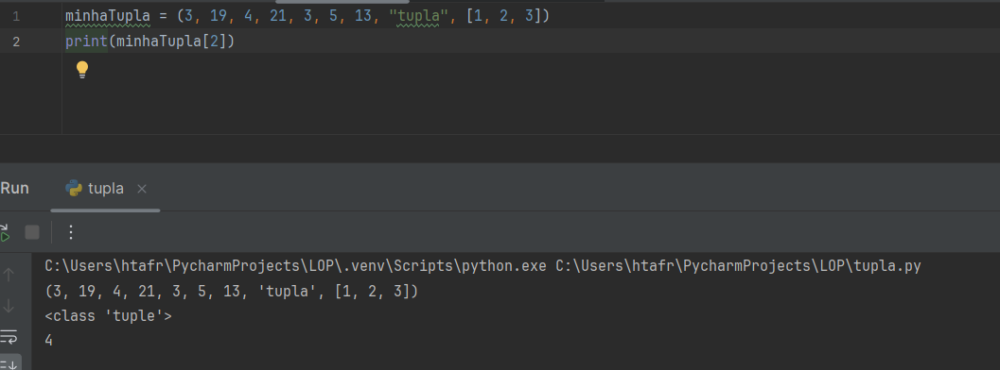 1 minhaTupla = (3, 19, 4, 21, 3, 5, 13, "tupla", [1, 2, 3])
2 print(minhaTupla[2])
Run tupla
C:\Users\htafr\PycharmProjects\LOP\.venv\Scripts\python.exe C:\Users\htafr\PycharmProjects\LOP\tupla.py
(3, 19, 4, 21, 3, 5, 13, 'tupla', [1, 2, 3])
<class 'tuple'>
4